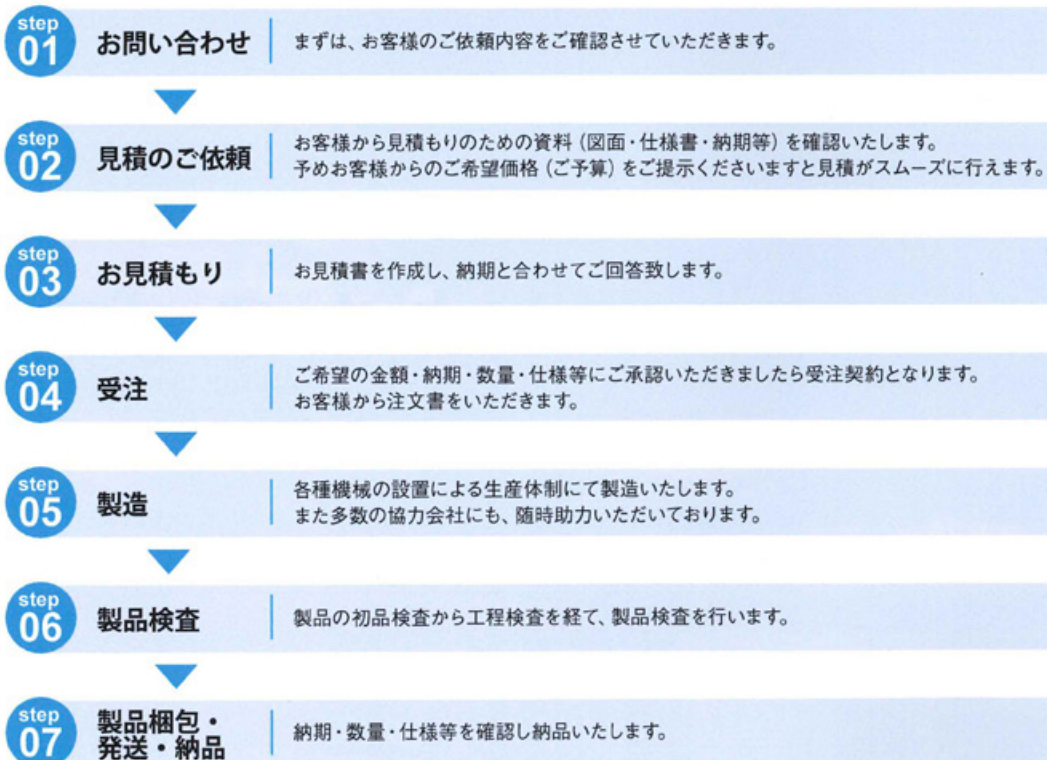 step
01
お問い合わせ
まずは、お客様のご依頼内容をご確認させていただきます。
step
02
見積のご依頼
お客様から見積もりのための資料（図面・仕様書・納期等）を確認いたします。
予めお客様からのご希望価格（ご予算）をご提示くださいますと見積がスムーズに行えます。
step
03
お見積もり
お見積書を作成し、納期と合わせてご回答致します。
step
04
受注
ご希望の金額・納期・数量・仕様等にご承認いただきましたら受注契約となります。
お客様から注文書をいただきます。
step
05
製造
各種機械の設置による生産体制にて製造いたします。
また多数の協力会社にも、随時助力いただいております。
step
06
製品検査
製品の初品検査から工程検査を経て、製品検査を行います。
step
07
製品梱包・
発送・納品
納期・数量・仕様等を確認し納品いたします。